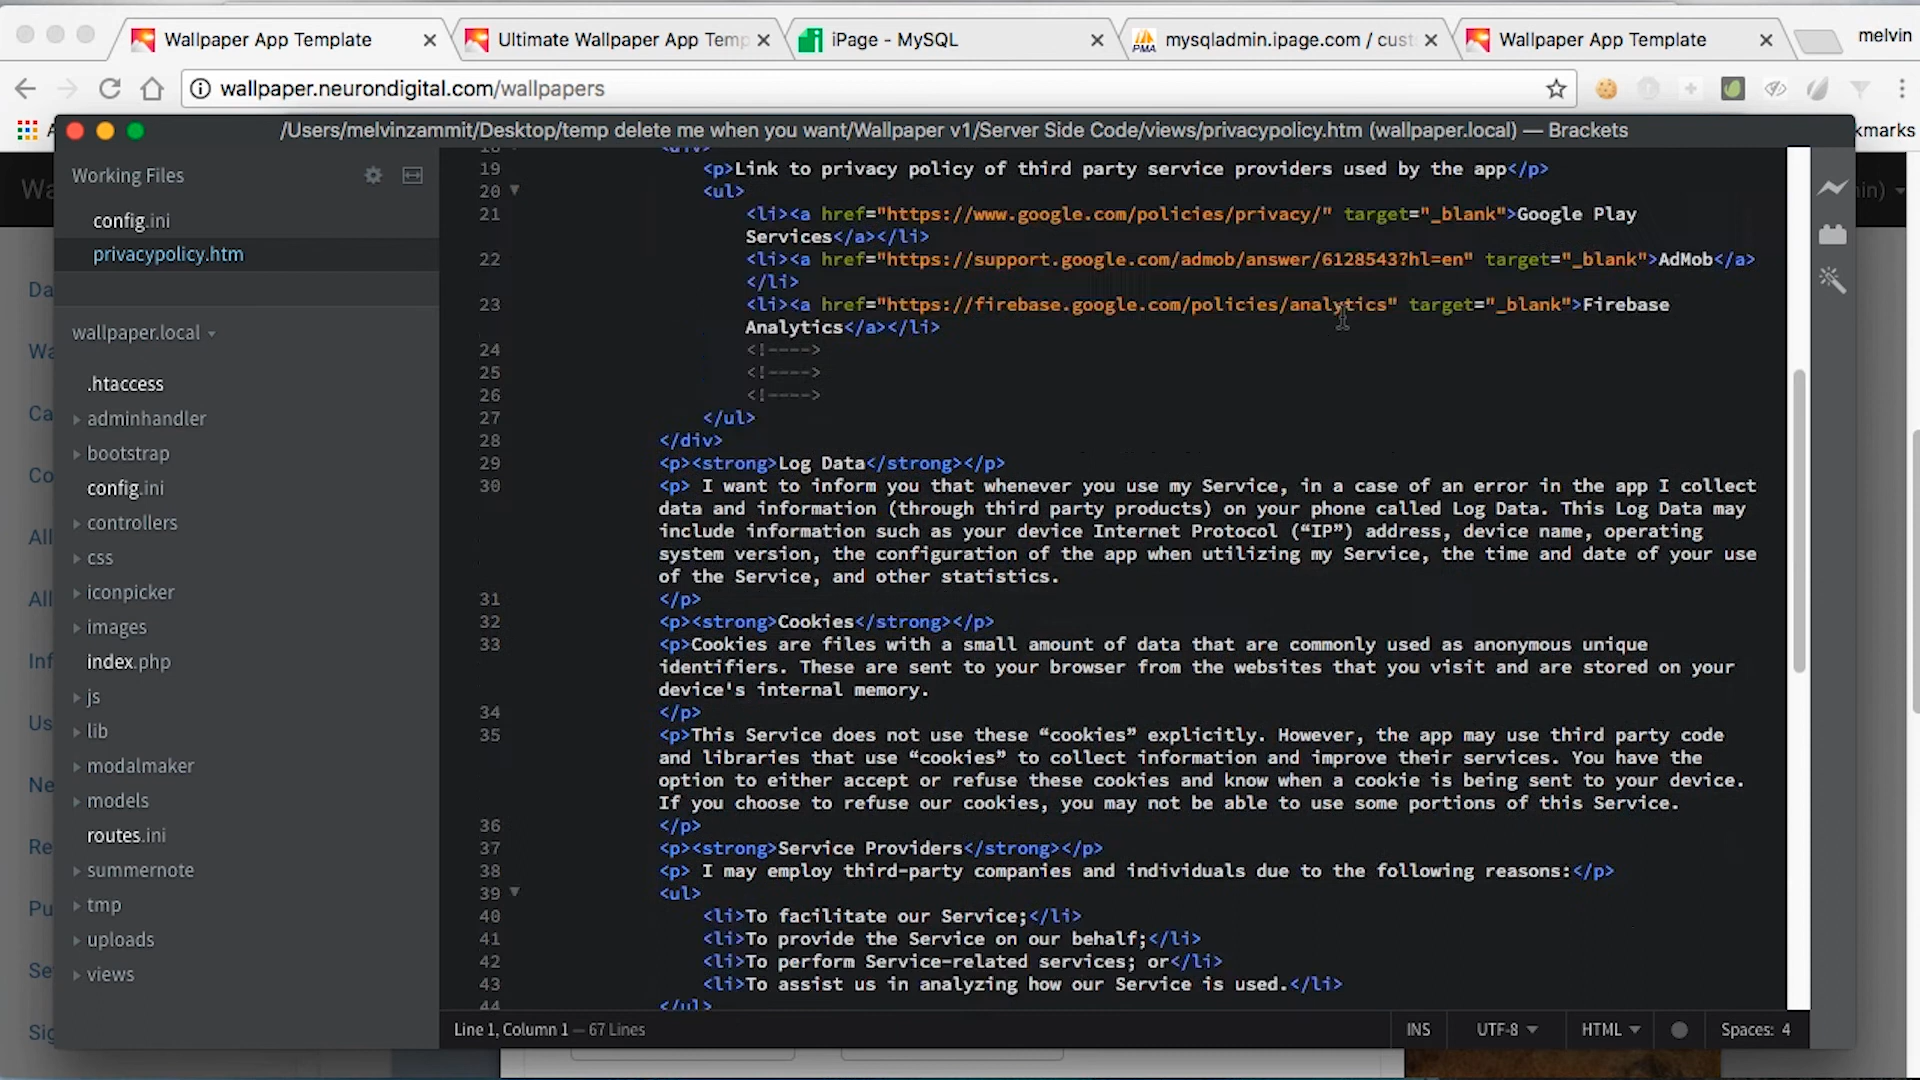 Wallpaper App Template
Ultimate Wallpaper App Temp
iPage - MySQL
PMA
mysqladmin.ipage.com / cust
Wallpaper App Template
melvin
wallpaper.neurondigital.com/wallpapers
kmarks
/Users/melvinzammit/Desktop/temp delete me when you want/Wallpaper v1/Server Side Code/views/privacypolicy.htm (wallpaper.local) — Brackets
Working Files
config.ini
privacypolicy.htm
wallpaper.local
.htaccess
adminhandler
bootstrap
config.ini
controllers
css
iconpicker
images
index.php
js
lib
modalmaker
models
routes.ini
summernote
tmp
uploads
views
18 <div>
19 <p>Link to privacy policy of third party service providers used by the app</p>
20 <ul>
21 <li><a href="https://www.google.com/policies/privacy/" target="_blank">Google Play
Services</a></li>
22 <li><a href="https://support.google.com/admob/answer/6128543?hl=en" target="_blank">AdMob</a>
</li>
23 <li><a href="https://firebase.google.com/policies/analytics" target="_blank">Firebase
Analytics</a></li>
24 <!---->
25 <!---->
26 <!---->
27 </ul>
28 </div>
29 <p><strong>Log Data</strong></p>
30 <p> I want to inform you that whenever you use my Service, in a case of an error in the app I collect
data and information (through third party products) on your phone called Log Data. This Log Data may
include information such as your device Internet Protocol (“IP”) address, device name, operating
system version, the configuration of the app when utilizing my Service, the time and date of your use
of the Service, and other statistics.
31 </p>
32 <p><strong>Cookies</strong></p>
33 <p>Cookies are files with a small amount of data that are commonly used as anonymous unique
identifiers. These are sent to your browser from the websites that you visit and are stored on your
device's internal memory.
34 </p>
35 <p>This Service does not use these “cookies” explicitly. However, the app may use third party code
and libraries that use “cookies” to collect information and improve their services. You have the
option to either accept or refuse these cookies and know when a cookie is being sent to your device.
If you choose to refuse our cookies, you may not be able to use some portions of this Service.
36 </p>
37 <p><strong>Service Providers</strong></p>
38 <p> I may employ third-party companies and individuals due to the following reasons:</p>
39 <ul>
40 <li>To facilitate our Service;</li>
41 <li>To provide the Service on our behalf;</li>
42 <li>To perform Service-related services; or</li>
43 <li>To assist us in analyzing how our Service is used.</li>
44 </ul>
Line 1, Column 1 — 67 Lines
INS
UTF-8
HTML
Spaces: 4
Wa
in)
Da
Wa
Ca
Co
All
All
Inf
Us
Ne
Re
Pu
Se
Sig